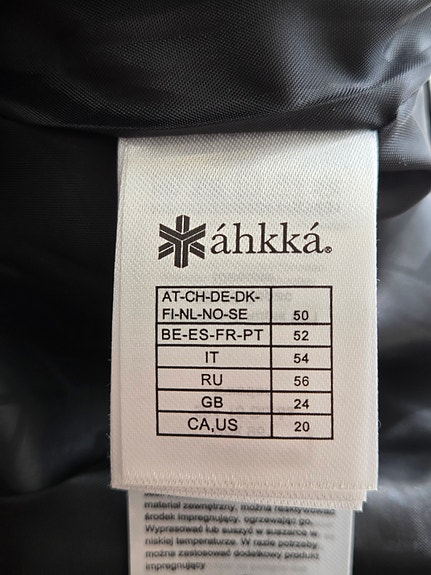 áhkká®
AT-CH-DE-DK-
FI-NL-NO-SE 50
BE-ES-FR-PT 52
IT 54
RU 56
GB 24
CA,US 20
materiał zewnętrzny, można reaktywować
środek impregnujący, ogrzewając go.
Wyprasować lub suszyć w suszarce w
niskiej temperaturze. W razie potrzeby
można zastosować dodatkowy produkt
impregnujący